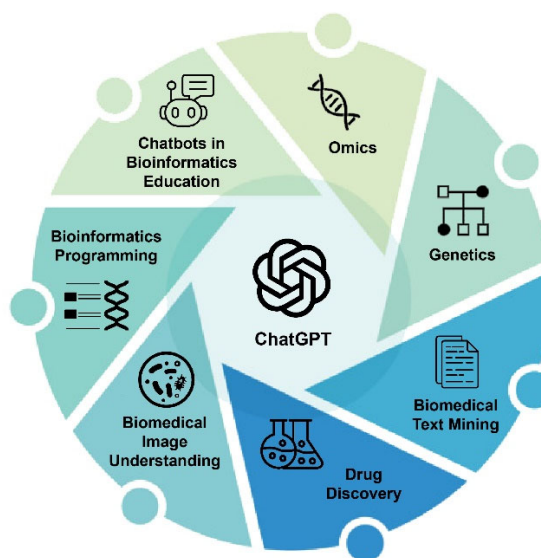 Chatbots in
Bioinformatics
Education
Omics
Genetics
Biomedical
Text Mining
Drug
Discovery
Biomedical
Image
Understanding
Bioinformatics
Programming
ChatGPT